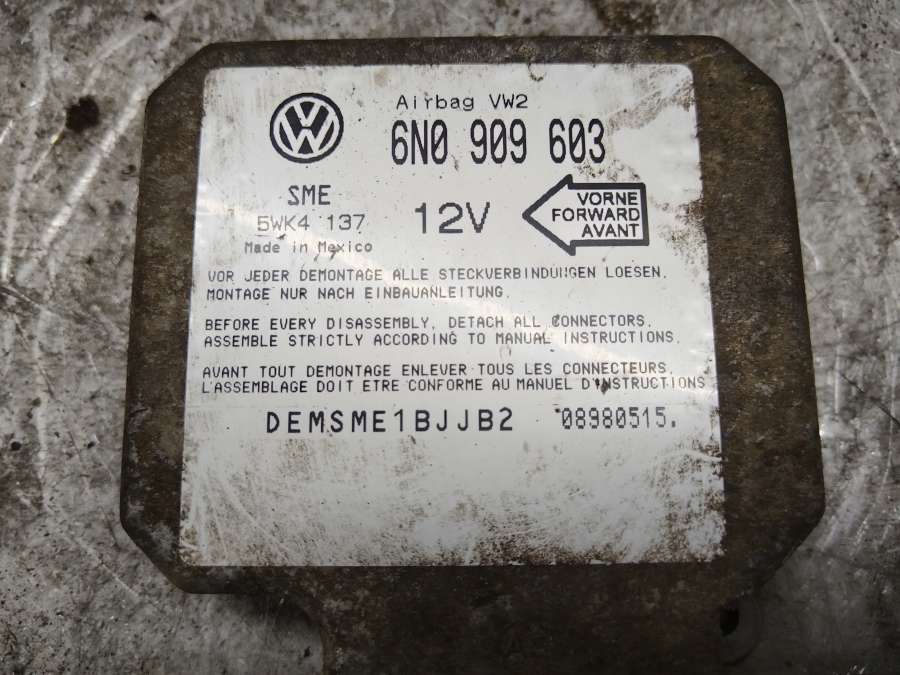 Airbag VW2
6N0 909 603
SME
5WK4 137
Made in Mexico
12V
VORNE
FORWARD
AVANT
VOR JEDER DEMONTAGE ALLE STECKVERBINDUNGEN LOESEN.
MONTAGE NUR NACH EINBAUANLEITUNG.
BEFORE EVERY DISASSEMBLY, DETACH ALL CONNECTORS.
ASSEMBLE STRICTLY ACCORDING TO MANUAL INSTRUCTIONS.
AVANT TOUT DEMONTAGE ENLEVER TOUS LES CONNECTEURS.
L'ASSEMBLAGE DOIT ETRE CONFORME AU MANUEL D'INSTRUCTIONS
DEMSME1BJJB2 08980515.